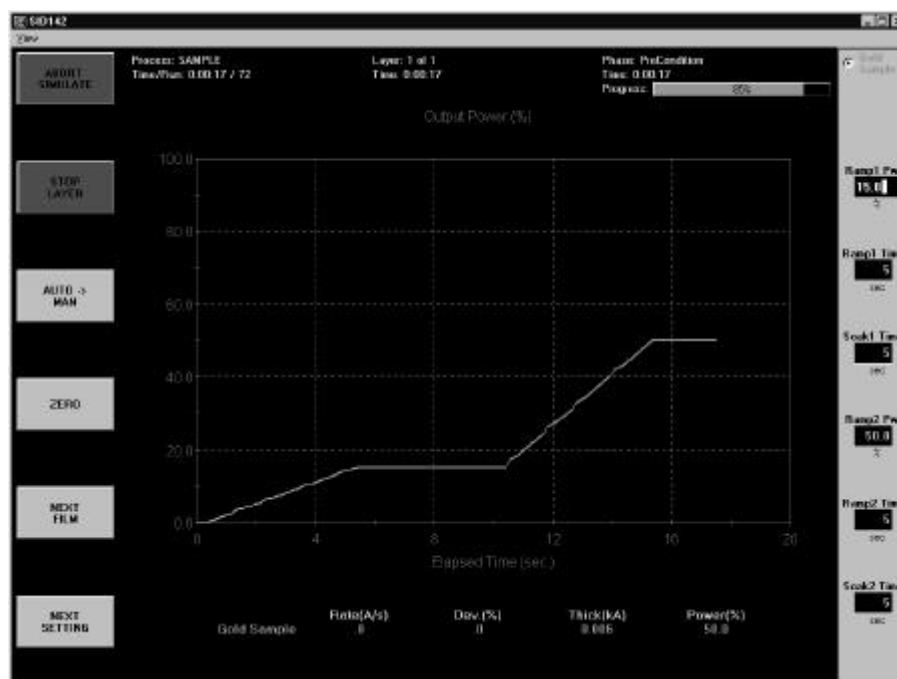 SID142
View
ABORT SIMULATE
STOP LAYER
AUTO -> MAN
ZERO
NEXT FILM
NEXT SETTING
Process: SAMPLE
Time/Run: 0:00:17 / 72
Layer: 1 of 1
Time: 0:00:17
Phase: PreCondition
Time: 0:00:17
Progress: 85%
Output Power (%)
100.0
80.0
60.0
40.0
20.0
0.0
0 4 8 12 16 20
Elapsed Time (sec.)
Rate(A/s) Dev.(%) Thick(kA) Power(%)
Gold Sample .0 .0 0.006 50.0
Gold
Sample
Ramp1 Pw
15.0
%
Ramp1 Tim
5
sec
Soak1 Tim
5
sec
Ramp2 Pw
50.0
%
Ramp2 Tim
5
sec
Soak2 Tim
5
sec